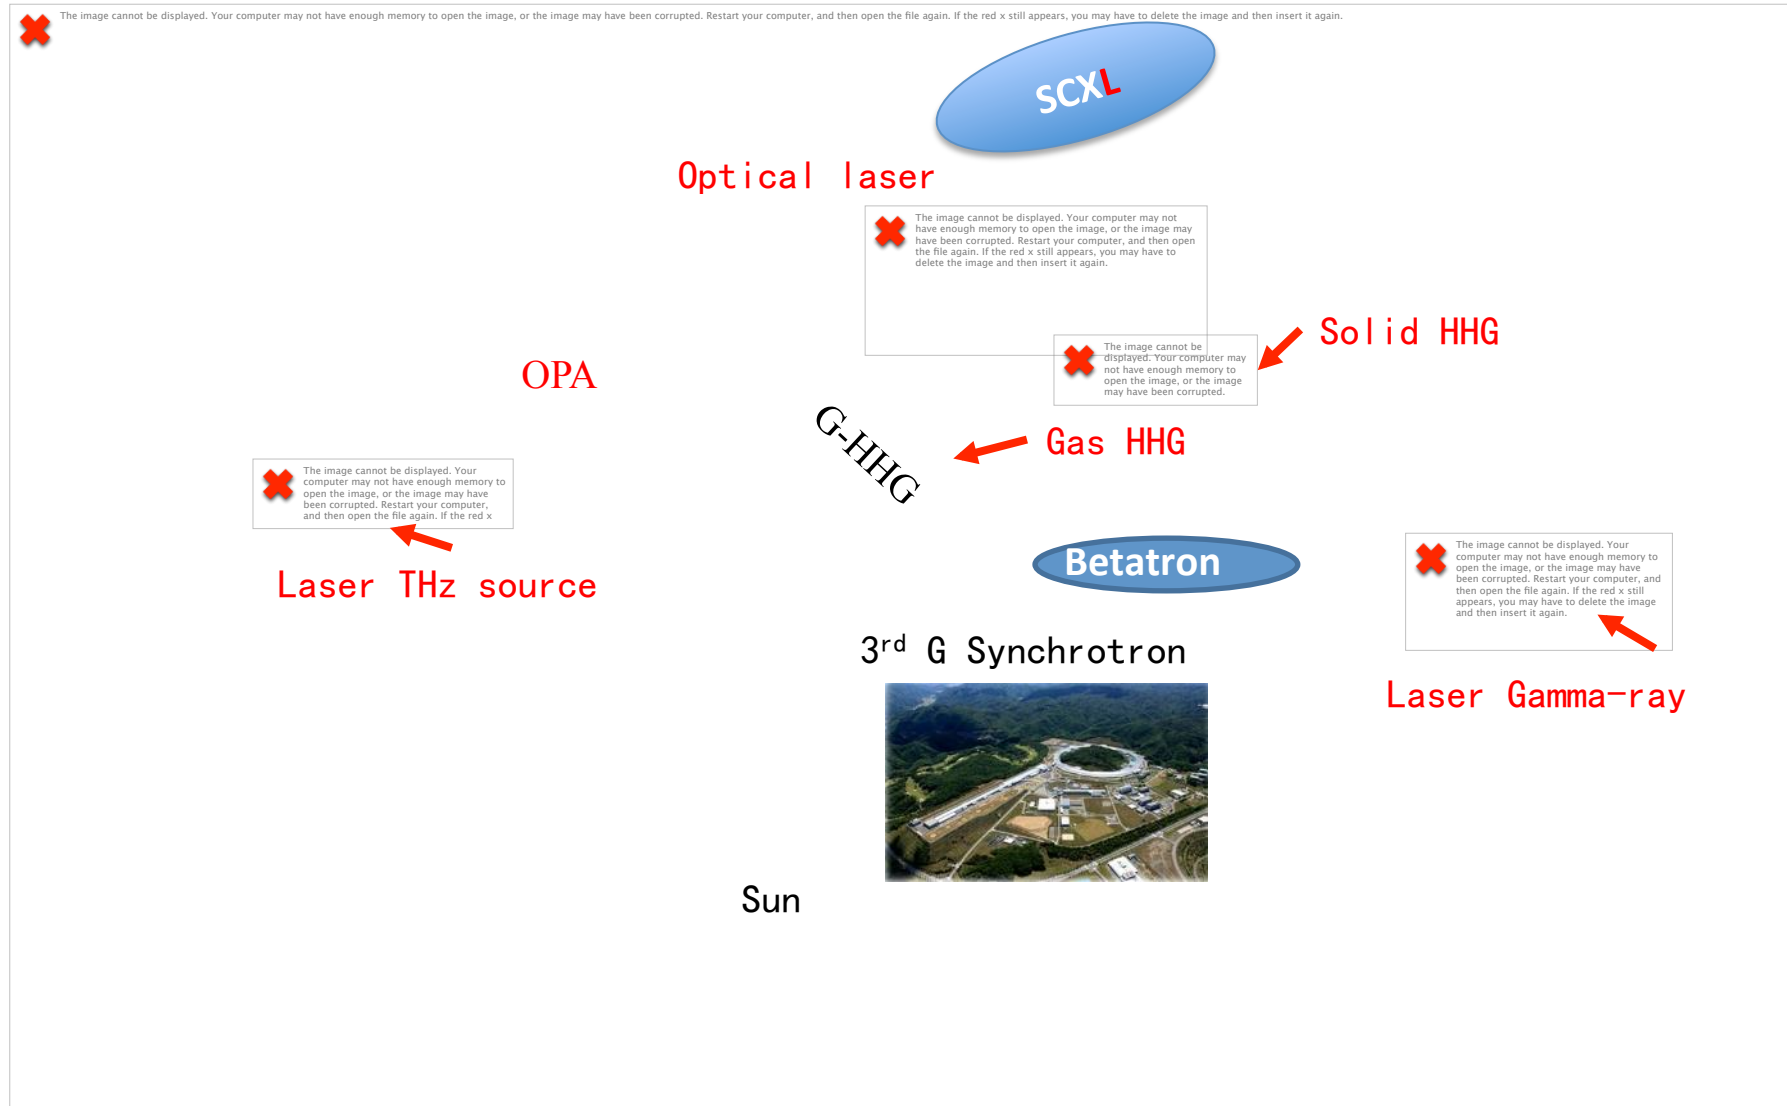 The image cannot be displayed. Your computer may not have enough memory to open the image, or the image may have been corrupted. Restart your computer, and then open the file again. If the red x still appears, you may have to delete the image and then insert it again.
SCXL
Optical laser
The image cannot be displayed. Your computer may not
have enough memory to open the image, or the image may
have been corrupted. Restart your computer, and then open
the file again. If the red x still appears, you may have to
delete the image and then insert it again.
Solid HHG
The image cannot be
displayed. Your computer may
not have enough memory to
open the image, or the image
may have been corrupted.
OPA
G-HHG
Gas HHG
The image cannot be displayed. Your
computer may not have enough memory to
open the image, or the image may have
been corrupted. Restart your computer,
and then open the file again. If the red x
Laser THz source
Betatron
The image cannot be displayed. Your
computer may not have enough memory to
open the image, or the image may have
been corrupted. Restart your computer, and
then open the file again. If the red x still
appears, you may have to delete the image
and then insert it again.
3rd G Synchrotron
Laser Gamma-ray
Sun